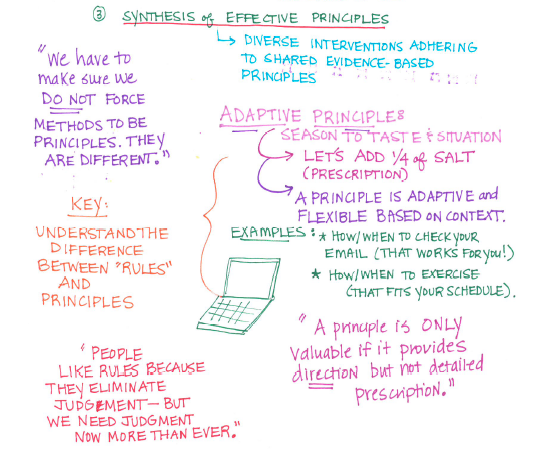 ③ SYNTHESIS of EFFECTIVE PRINCIPLES
↳ DIVERSE INTERVENTIONS ADHERING
TO SHARED EVIDENCE-BASED
PRINCIPLES
"We have to
make sure we
DO NOT FORCE
METHODS TO BE
PRINCIPLES. THEY
ARE DIFFERENT."
ADAPTIVE PRINCIPLES
SEASON TO TASTE & SITUATION
→ LET'S ADD 1/4 of SALT
(PRESCRIPTION)
A PRINCIPLE IS ADAPTIVE and
FLEXIBLE BASED ON CONTEXT.
KEY:
UNDERSTAND THE
DIFFERENCE
BETWEEN "RULES"
AND
PRINCIPLES
EXAMPLES: * HOW/WHEN TO CHECK YOUR
EMAIL (THAT WORKS FOR YOU!)
* HOW/WHEN TO EXERCISE
(THAT FITS YOUR SCHEDULE).
"A principle is ONLY
valuable if it provides
direction but not detailed
prescription."
"PEOPLE
LIKE RULES BECAUSE
THEY ELIMINATE
JUDGEMENT – BUT
WE NEED JUDGMENT
NOW MORE THAN EVER."